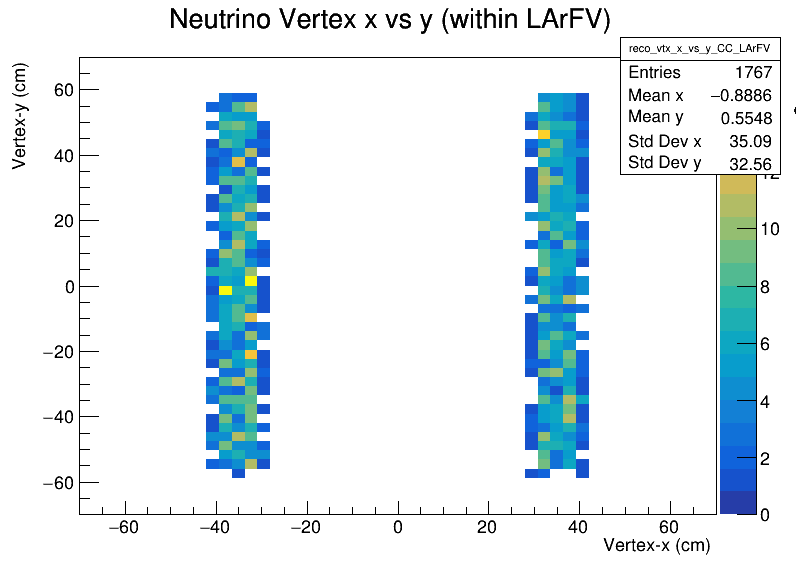 Neutrino Vertex x vs y (within LArFV)
reco_vtx_x_vs_y_CC_LArFV
Entries 1767
Mean x −0.8886
Mean y 0.5548
Std Dev x 35.09
Std Dev y 32.56
Vertex-y (cm)
60
40
20
0
−20
−40
−60
−60 −40 −20 0 20 40 60
Vertex-x (cm)
12
10
8
6
4
2
0